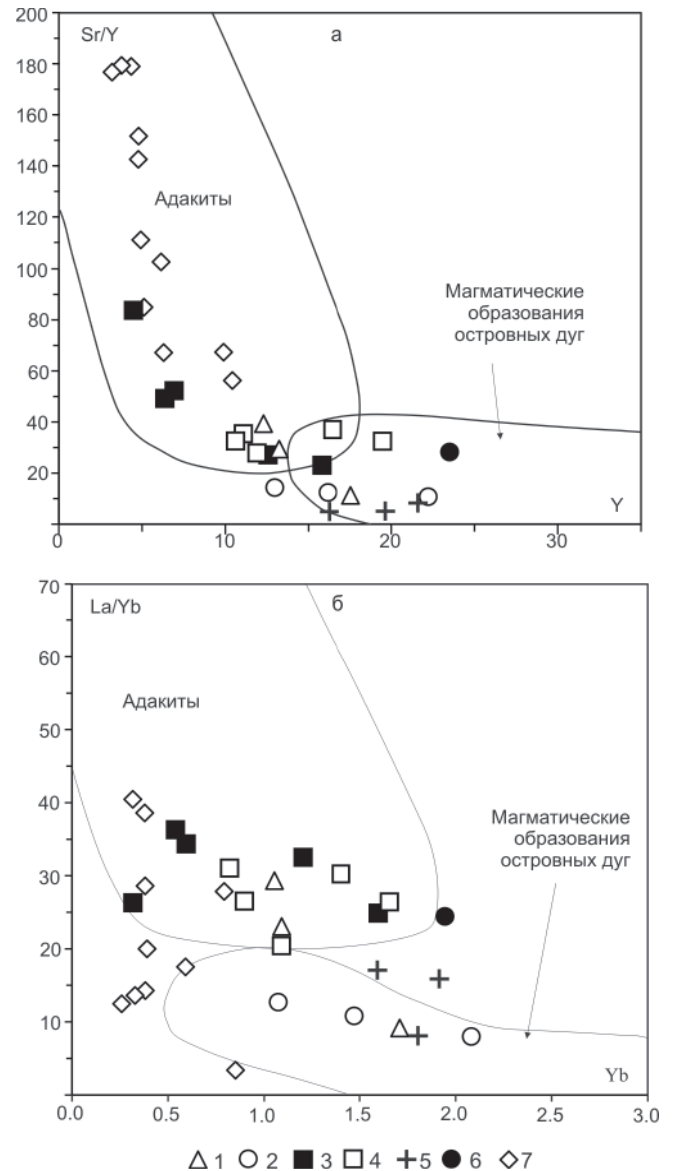 Sr/Y
а
200
180
160
140
120
100
80
60
40
20
Адакиты
Магматические
образования
островных дуг
Y
0
10
20
30
La/Yb
б
70
60
50
40
30
20
10
Адакиты
Магматические
образования
островных дуг
Yb
0.0
0.5
1.0
1.5
2.0
2.5
3.0
1 2 3 4 5 6 7